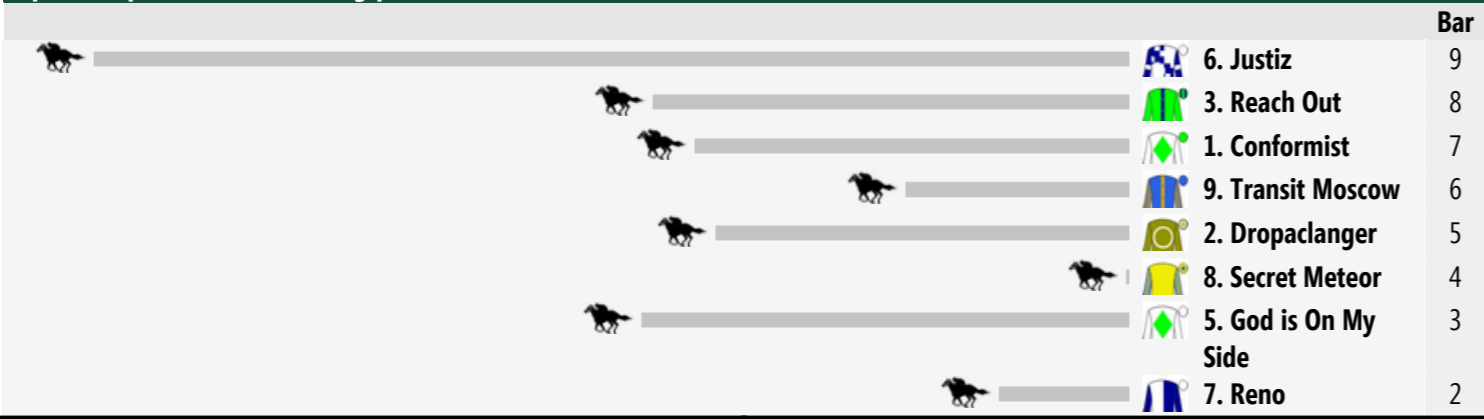 Bar
6. Justiz 9
3. Reach Out 8
1. Conformist 7
9. Transit Moscow 6
2. Dropaclanger 5
8. Secret Meteor 4
5. God is On My 3
Side
7. Reno 2